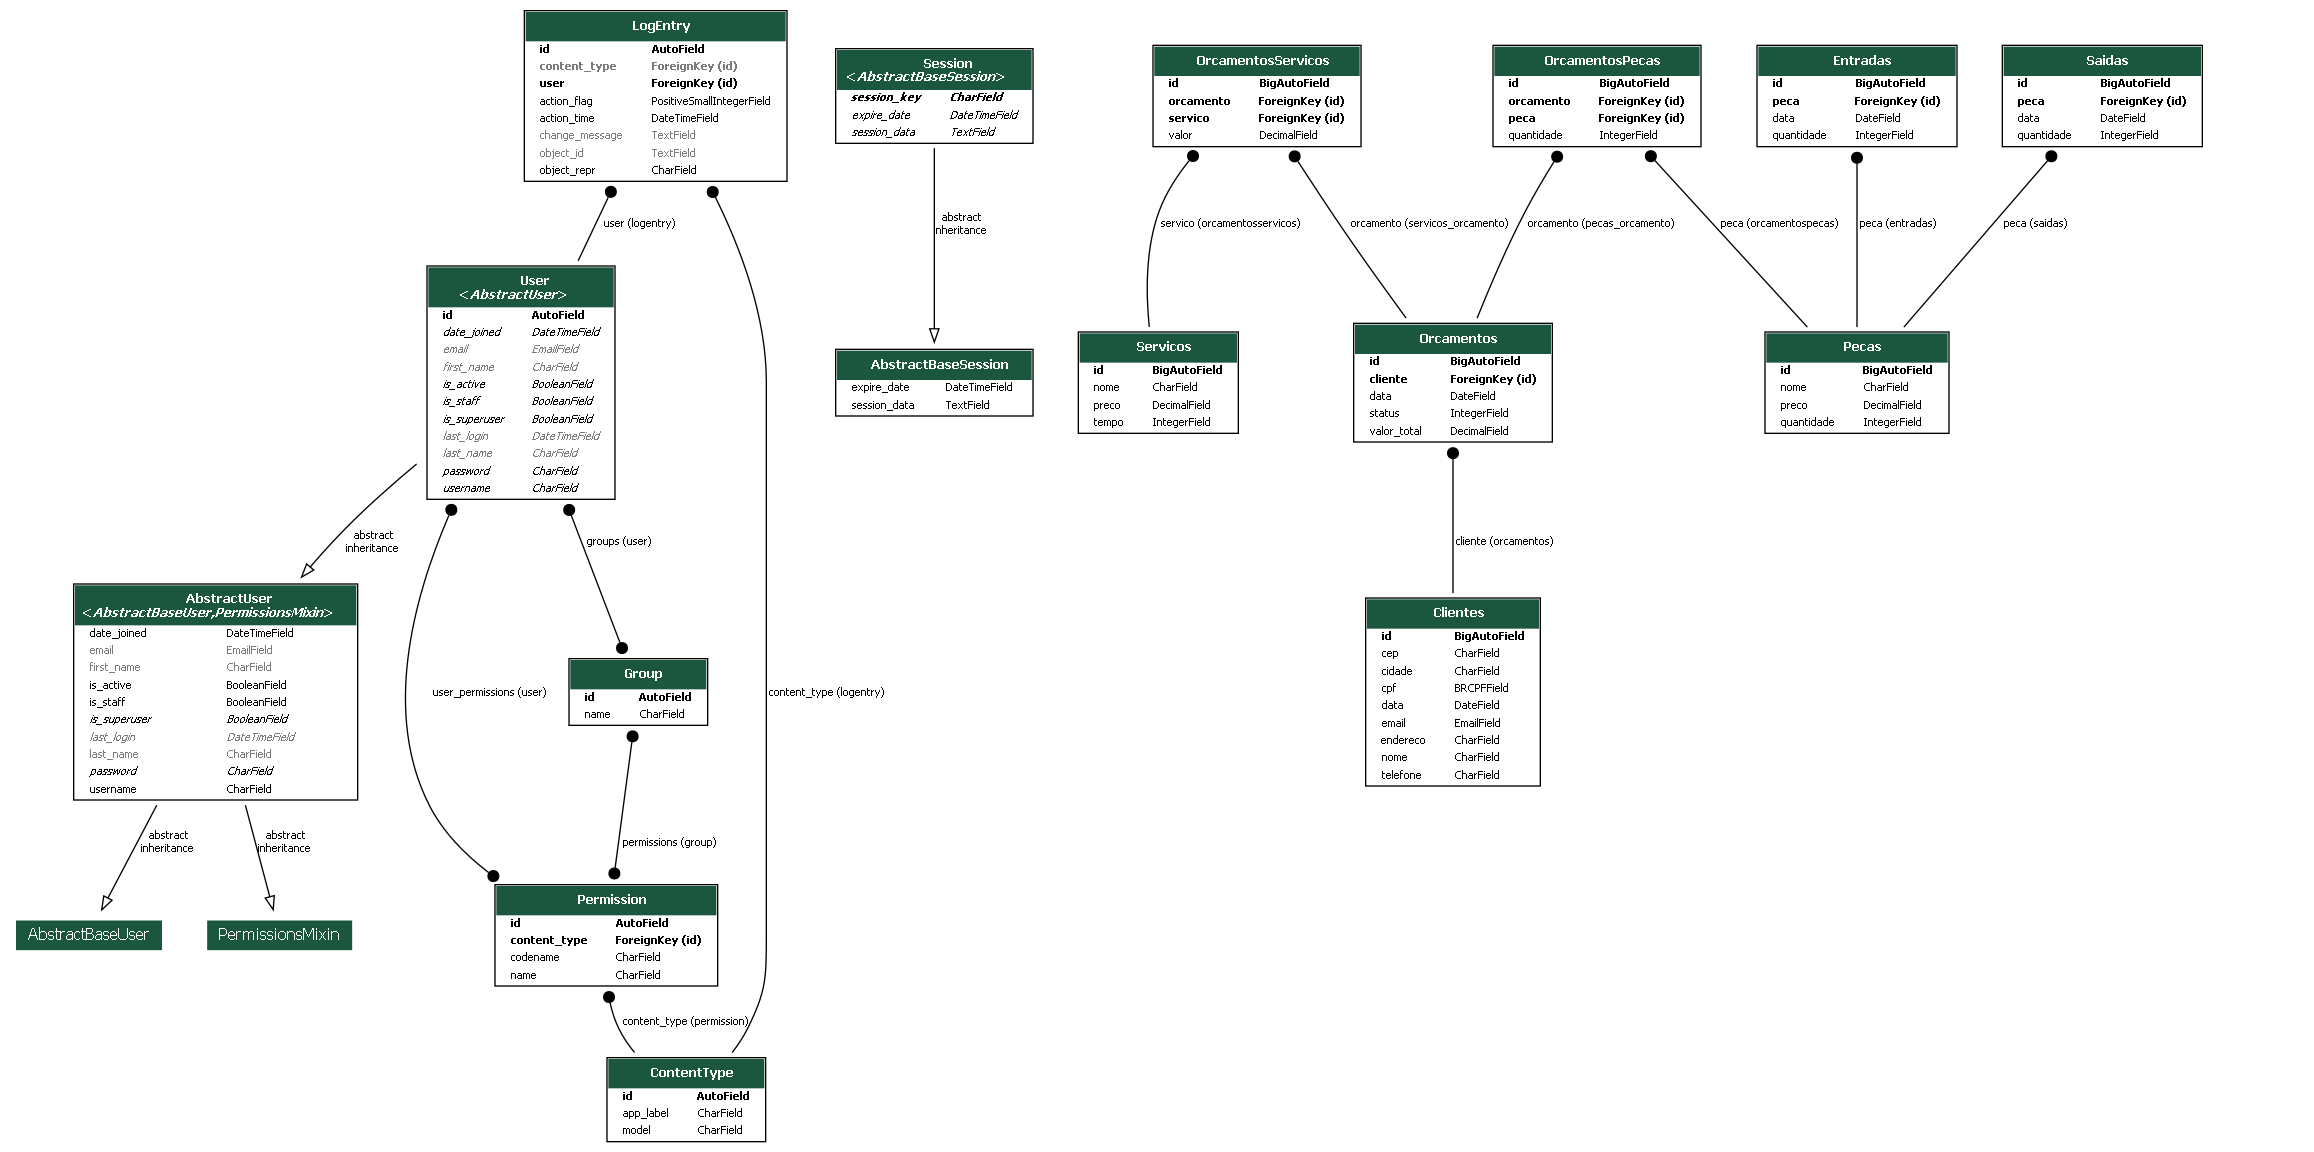 LogEntry
id AutoField
content_type ForeignKey (id)
user ForeignKey (id)
action_flag PositiveSmallIntegerField
action_time DateTimeField
change_message TextField
object_id TextField
object_repr CharField
Session
<AbstractBaseSession>
session_key CharField
expire_date DateTimeField
session_data TextField
OrcamentosServicos
id BigAutoField
orcamento ForeignKey (id)
servico ForeignKey (id)
valor DecimalField
OrcamentosPecas
id BigAutoField
orcamento ForeignKey (id)
peca ForeignKey (id)
quantidade IntegerField
Entradas
id BigAutoField
peca ForeignKey (id)
data DateField
quantidade IntegerField
Saidas
id BigAutoField
peca ForeignKey (id)
data DateField
quantidade IntegerField
user (logentry)
abstract
inheritance
servico (orcamentosservicos)
orcamento (servicos_orcamento)
orcamento (pecas_orcamento)
peca (orcamentospecas)
peca (entradas)
peca (saidas)
User
<AbstractUser>
id AutoField
date_joined DateTimeField
email EmailField
first_name CharField
is_active BooleanField
is_staff BooleanField
is_superuser BooleanField
last_login DateTimeField
last_name CharField
password CharField
username CharField
AbstractBaseSession
expire_date DateTimeField
session_data TextField
Servicos
id BigAutoField
nome CharField
preco DecimalField
tempo IntegerField
Orcamentos
id BigAutoField
cliente ForeignKey (id)
data DateField
status IntegerField
valor_total DecimalField
Pecas
id BigAutoField
nome CharField
preco DecimalField
quantidade IntegerField
abstract
inheritance
groups (user)
cliente (orcamentos)
AbstractUser
<AbstractBaseUser,PermissionsMixin>
date_joined DateTimeField
email EmailField
first_name CharField
is_active BooleanField
is_staff BooleanField
is_superuser BooleanField
last_login DateTimeField
last_name CharField
password CharField
username CharField
user_permissions (user)
Group
id AutoField
name CharField
content_type (logentry)
Clientes
id BigAutoField
cep CharField
cidade CharField
cpf BRCPFField
data DateField
email EmailField
endereco CharField
nome CharField
telefone CharField
abstract
inheritance
abstract
inheritance
permissions (group)
AbstractBaseUser
PermissionsMixin
Permission
id AutoField
content_type ForeignKey (id)
codename CharField
name CharField
content_type (permission)
ContentType
id AutoField
app_label CharField
model CharField